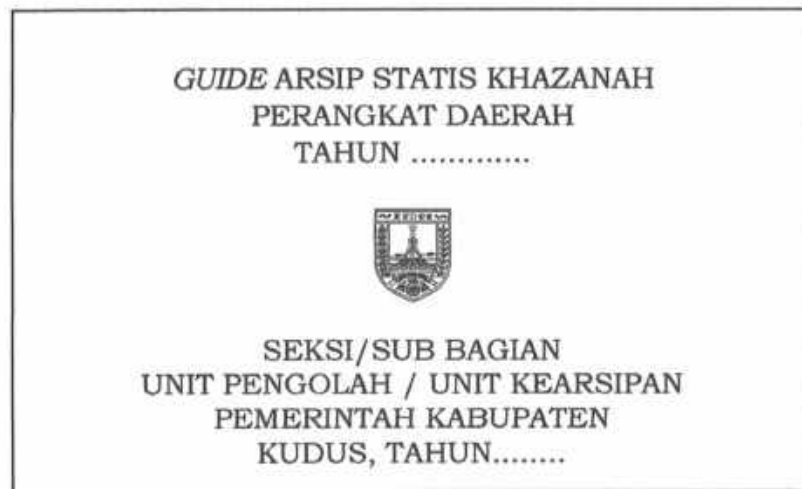 GUIDE ARSIP STATIS KHAZANAH
PERANGKAT DAERAH
TAHUN .............
SEKSI/SUB BAGIAN
UNIT PENGOLAH / UNIT KEARSIPAN
PEMERINTAH KABUPATEN
KUDUS, TAHUN........